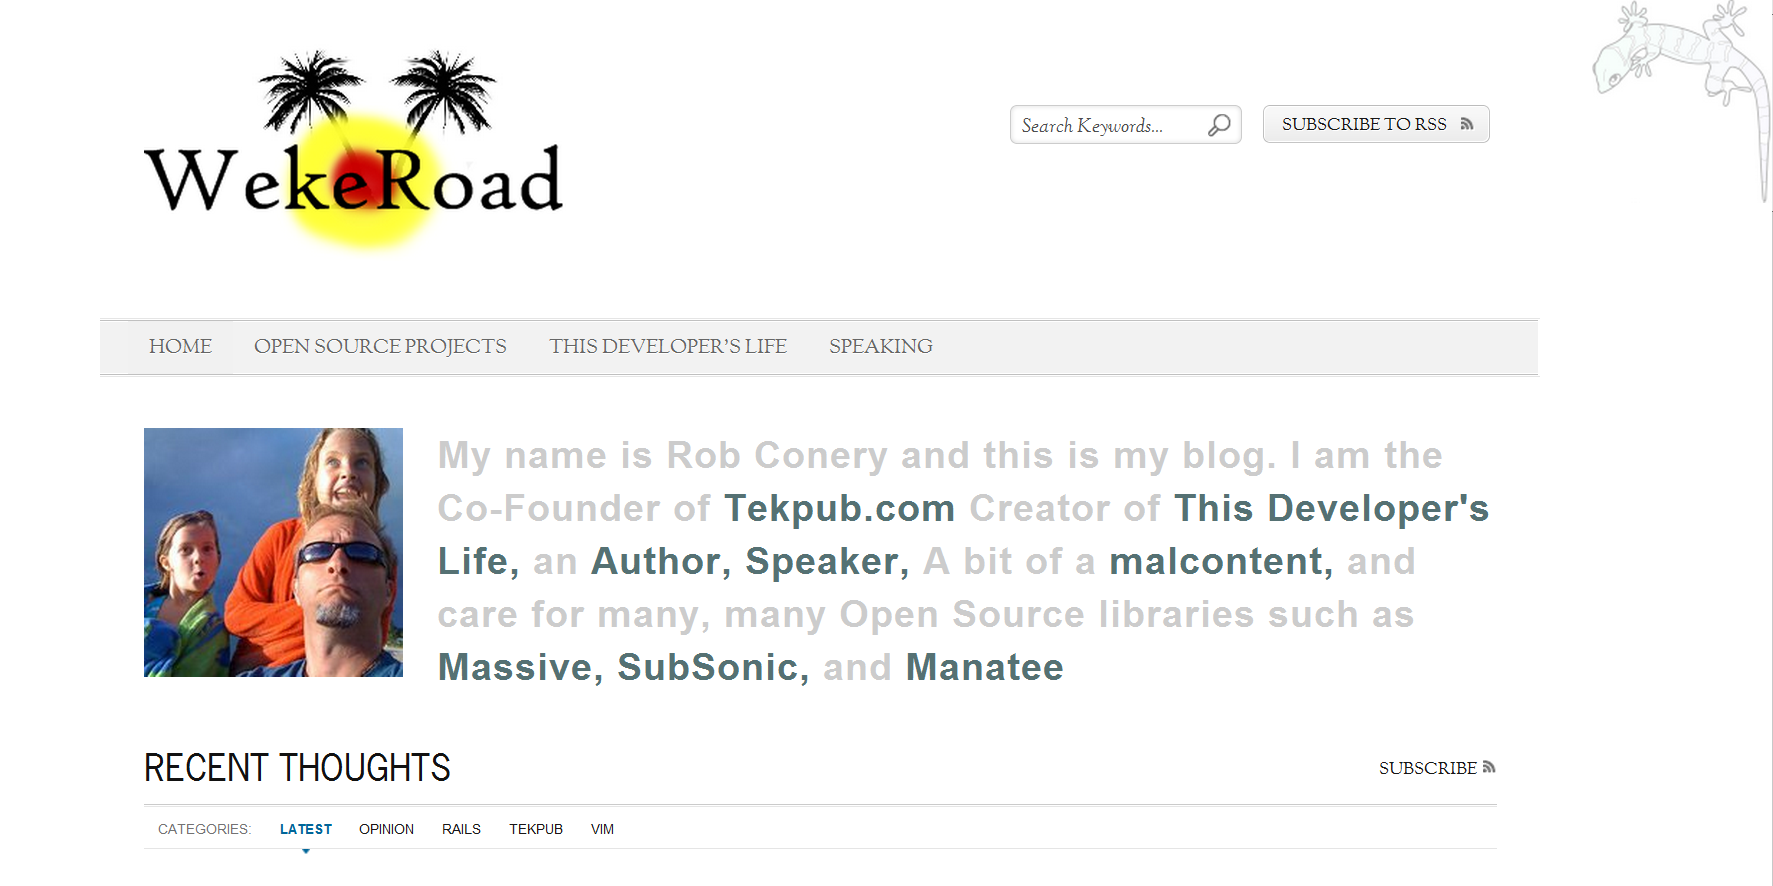 WekeRoad
Search Keywords...
SUBSCRIBE TO RSS
HOME
OPEN SOURCE PROJECTS
THIS DEVELOPER'S LIFE
SPEAKING
My name is Rob Conery and this is my blog. I am the
Co-Founder of Tekpub.com Creator of This Developer's
Life, an Author, Speaker, A bit of a malcontent, and
care for many, many Open Source libraries such as
Massive, SubSonic, and Manatee
RECENT THOUGHTS
SUBSCRIBE
CATEGORIES: LATEST OPINION RAILS TEKPUB VIM